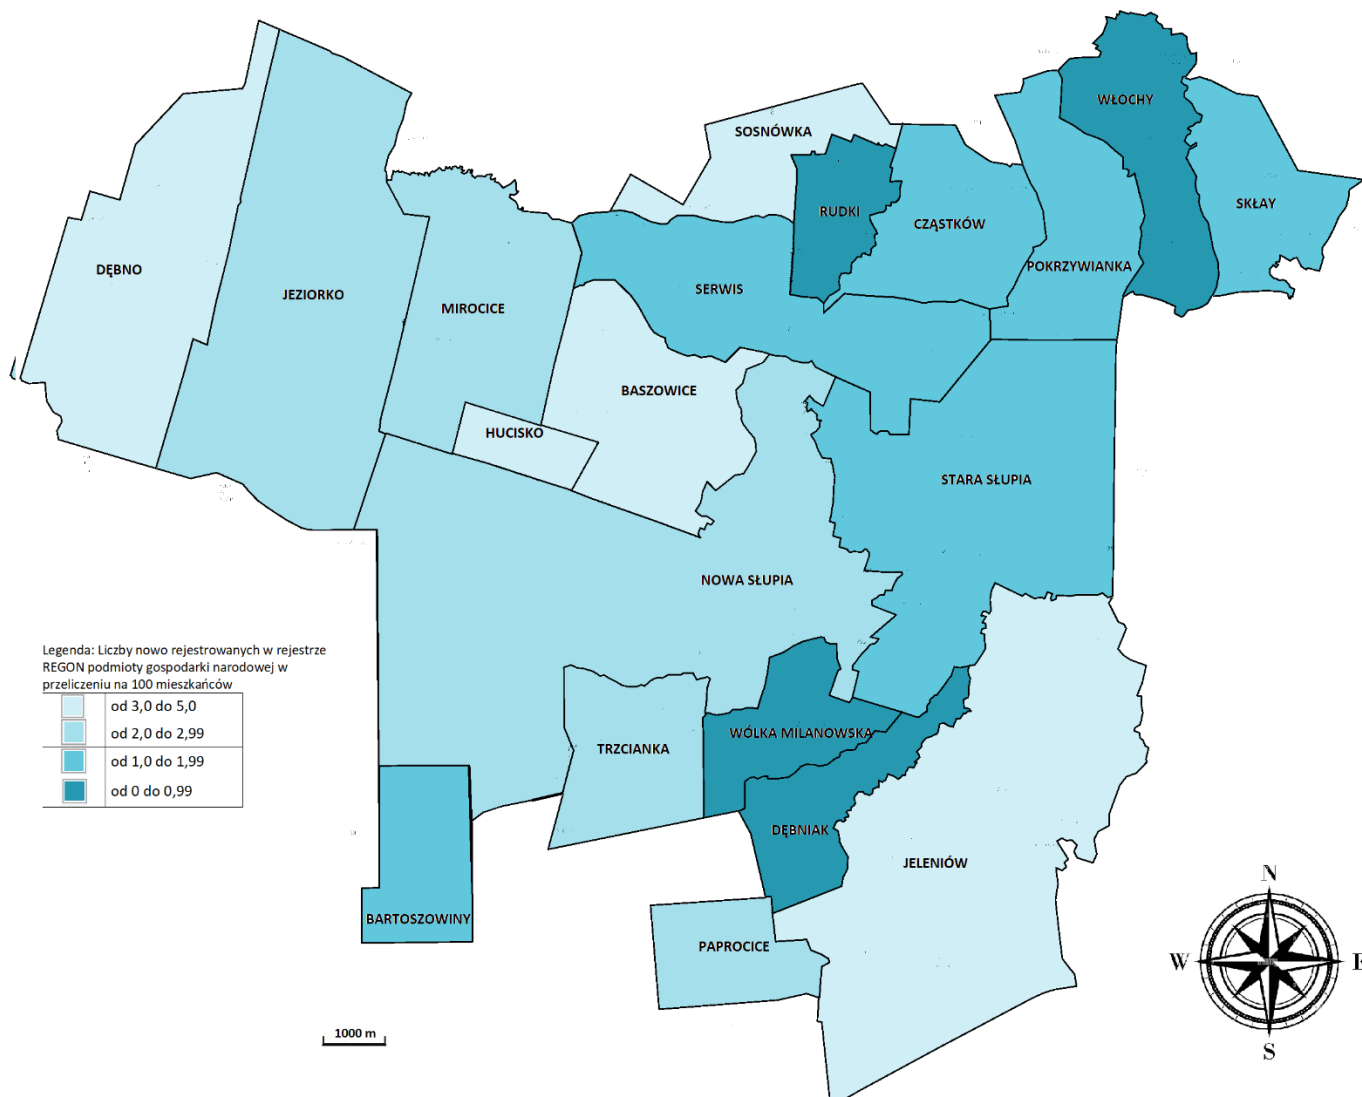 WŁOCHY
SOSNÓWKA
RUDKI
SKŁAY
CZĄSTKÓW
DĘBNO
POKRZYWIANKA
SERWIS
JEZIORKO
MIROCICE
BASZOWICE
HUCISKO
STARA SŁUPIA
NOWA SŁUPIA
Legenda: Liczby nowo rejestrowanych w rejestrze
REGON podmioty gospodarki narodowej w
przeliczeniu na 100 mieszkańców
od 3,0 do 5,0
od 2,0 do 2,99
od 1,0 do 1,99
od 0 do 0,99
WÓLKA MILANOWSKA
TRZCIANKA
DĘBNIAK
JELENIÓW
BARTOSZOWINY
PAPROCICE
N
W
E
S
1000 m